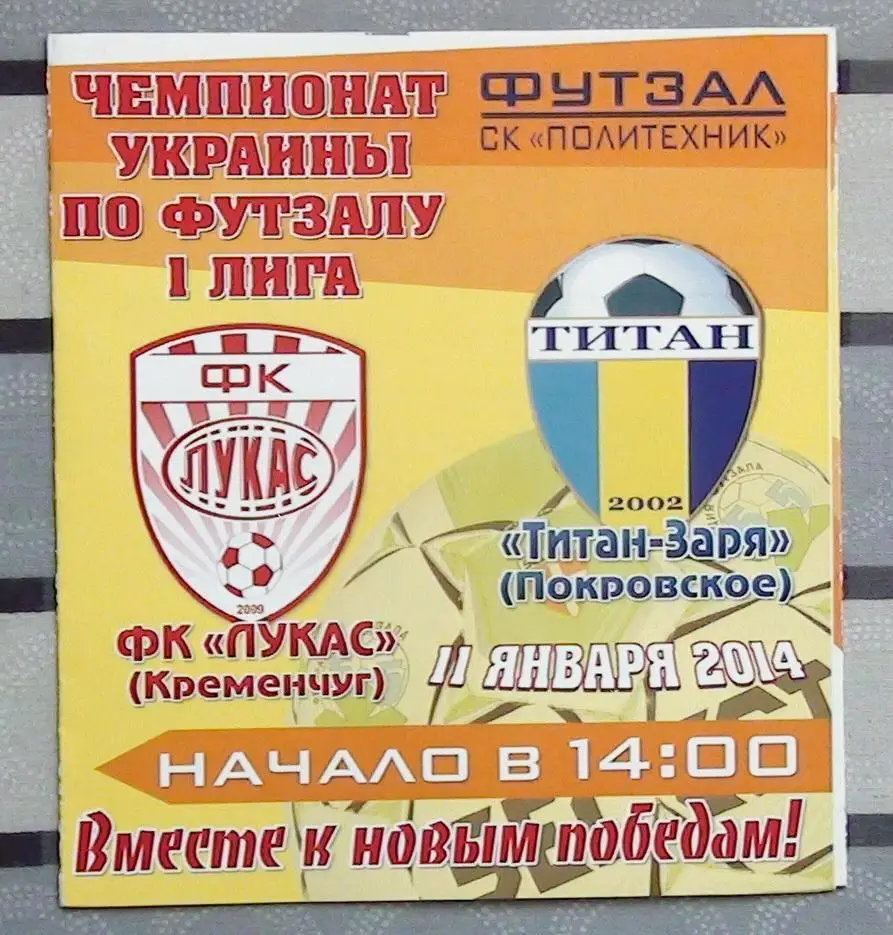 ЧЕМПИОНАТ
УКРАИНЫ
ПО ФУТЗАЛУ
I ЛИГА
ФУТЗАЛ
СК «ПОЛИТЕХНИК»
ФК
ЛУКАС
2009
ФК «ЛУКАС»
(Кременчуг)
ТИТАН
2002
«Титан-Заря»
(Покровское)
11 ЯНВАРЯ 2014
НАЧАЛО В 14:00
Вместе к новым победам!